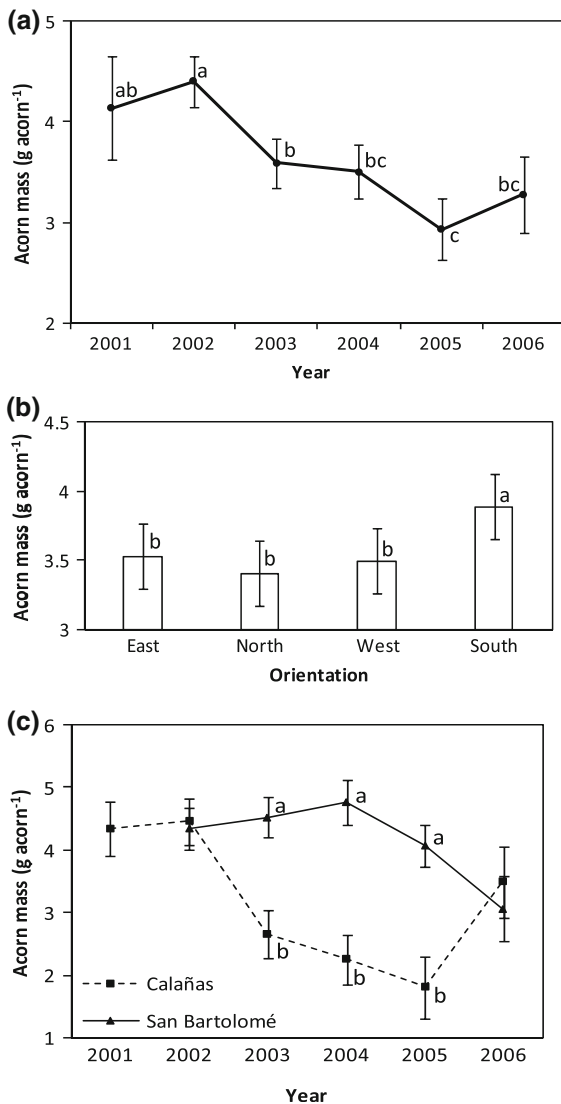 (a)
5
4
3
2
Acorn mass (g acorn⁻¹)
ab
a
b
bc
c
bc
2001 2002 2003 2004 2005 2006
Year
(b)
4.5
4
3.5
3
Acorn mass (g acorn⁻¹)
b
b
b
a
East North West South
Orientation
(c)
6
5
4
3
2
1
Acorn mass (g acorn⁻¹)
a
a
a
b
b
b
Calañas
San Bartolomé
2001 2002 2003 2004 2005 2006
Year